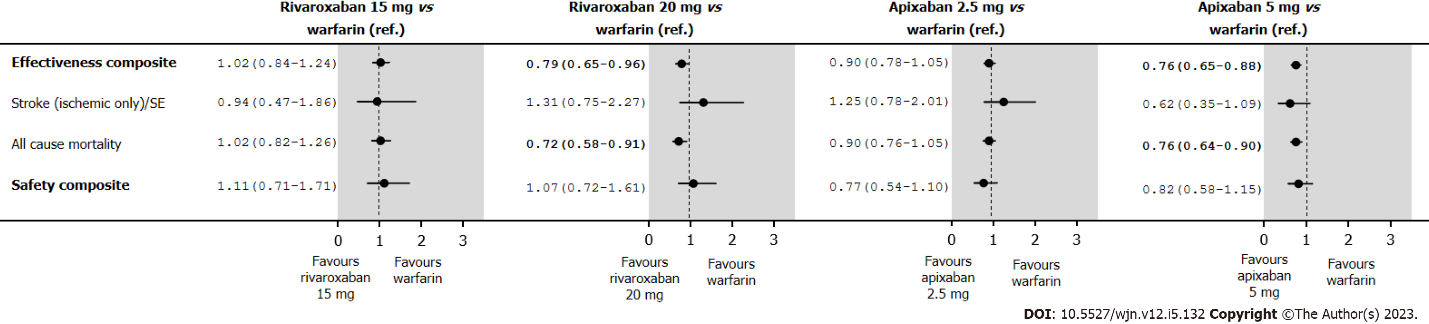 Rivaroxaban 15 mg vs Rivaroxaban 20 mg vs Apixaban 2.5 mg vs Apixaban 5 mg vs
warfarin (ref.) warfarin (ref.) warfarin (ref.) warfarin (ref.)
Effectiveness composite 1.02(0.84-1.24) 0.79(0.65-0.96) 0.90(0.78-1.05) 0.76(0.65-0.88)
Stroke (ischemic only)/SE 0.94(0.47-1.86) 1.31(0.75-2.27) 1.25(0.78-2.01) 0.62(0.35-1.09)
All cause mortality 1.02(0.82-1.26) 0.72(0.58-0.91) 0.90(0.76-1.05) 0.76(0.64-0.90)
Safety composite 1.11(0.71-1.71) 1.07(0.72-1.61) 0.77(0.54-1.10) 0.82(0.58-1.15)
0 1 2 3 0 1 2 3 0 1 2 3 0 1 2 3
Favours Favours Favours Favours Favours Favours Favours Favours
rivaroxaban warfarin rivaroxaban warfarin apixaban warfarin apixaban warfarin
15 mg 20 mg 2.5 mg 5 mg
DOI: 10.5527/wjn.v12.i5.132 Copyright ©The Author(s) 2023.